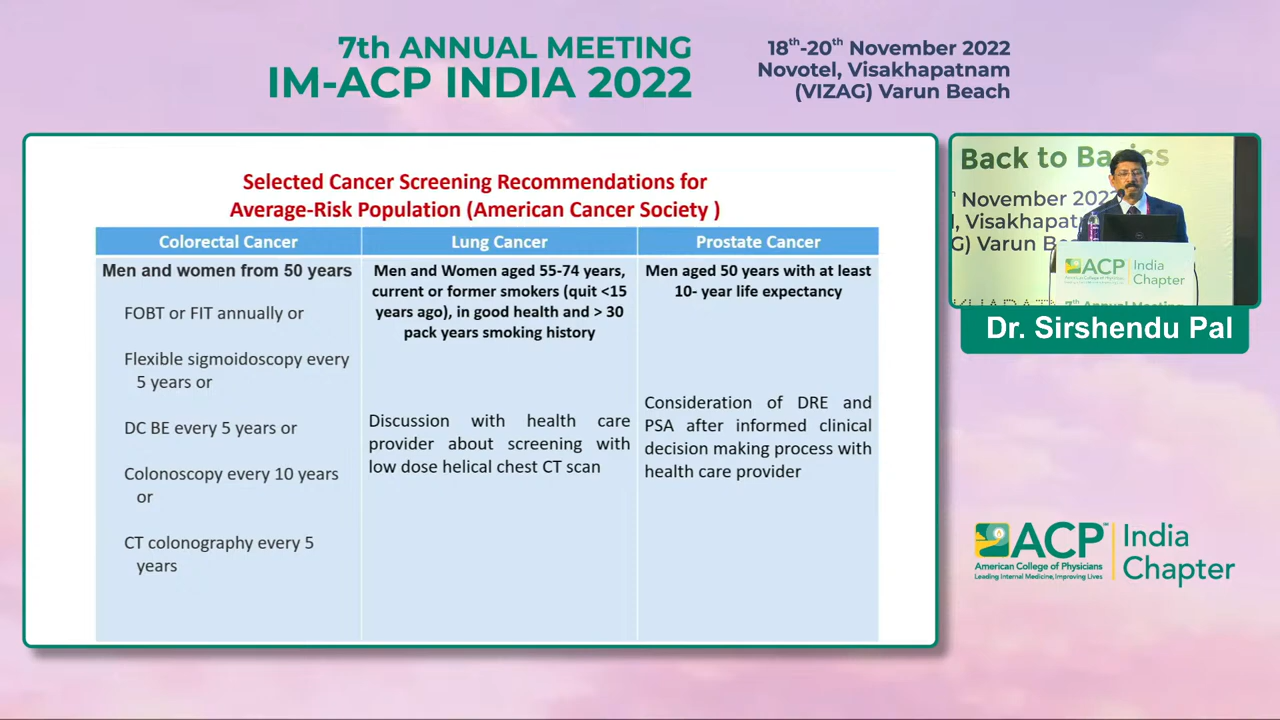 7th ANNUAL MEETING
IM-ACP INDIA 2022
18th-20th November 2022
Novotel, Visakhapatnam
(VIZAG) Varun Beach
Selected Cancer Screening Recommendations for
Average-Risk Population (American Cancer Society )
Colorectal Cancer
Men and women from 50 years
FOBT or FIT annually or
Flexible sigmoidoscopy every
5 years or
DC BE every 5 years or
Colonoscopy every 10 years
or
CT colonography every 5
years
Lung Cancer
Men and Women aged 55-74 years,
current or former smokers (quit <15
years ago), in good health and > 30
pack years smoking history
Discussion with health care
provider about screening with
low dose helical chest CT scan
Prostate Cancer
Men aged 50 years with at least
10- year life expectancy
Consideration of DRE and
PSA after informed clinical
decision making process with
health care provider
Back to Basics
November 2022
Visakhapat
Varun Be
ACP
India
Chapter
7th Annual Meeting
Dr. Sirshendu Pal
ACP™
American College of Physicians
Leading Internal Medicine, Improving Lives
India
Chapter